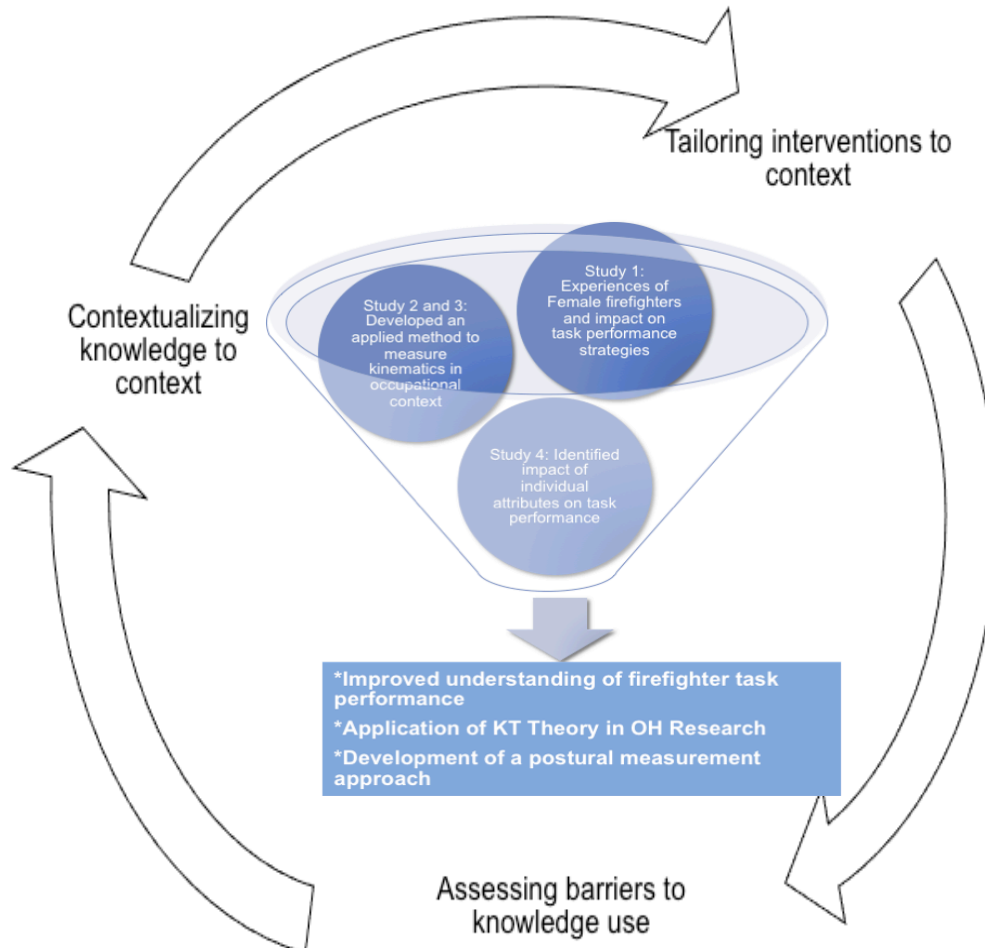 Tailoring interventions to
context
Contextualizing
knowledge to
context
Study 1:
Experiences of
Female firefighters
and impact on
task performance
strategies
Study 2 and 3:
Developed an
applied method to
measure
kinematics in
occupational
context
Study 4: Identified
impact of
individual
attributes on task
performance
*Improved understanding of firefighter task
performance
*Application of KT Theory in OH Research
*Development of a postural measurement
approach
Assessing barriers to
knowledge use